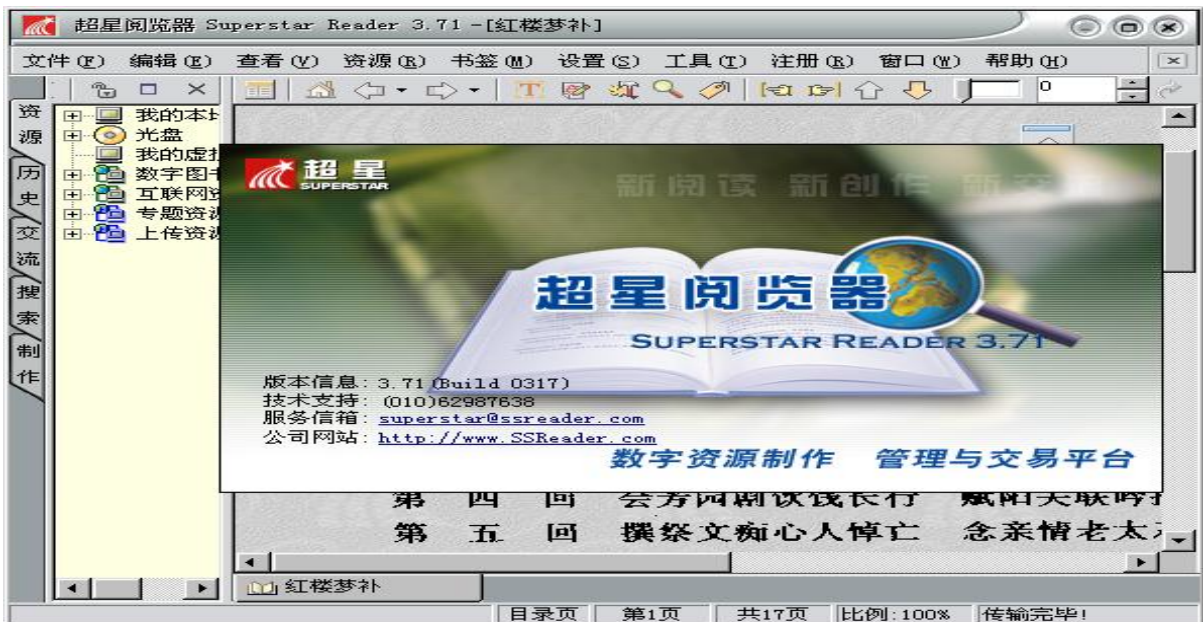 超星阅览器 Superstar Reader 3.71 -[紅楼梦补]
文件(F) 编辑(E) 查看(V) 资源(R) 书签(M) 设置(S) 工具(T) 注册(R) 窗口(W) 帮助(H)
0
资源
历史
交流
搜索
制作
我的本
光盘
我的虚
数字图
互联网
专题资
上传资
超星
SUPERSTAR
新阅读 新创作 新交
超星阅览器
SUPERSTAR READER 3.71
版本信息: 3.71(Build 0317)
技术支持: (010)62987638
服务信箱: superstar@ssreader.com
公司网站: http://www.SSReader.com
数字资源制作 管理与交易平台
第四回
第五回 撰祭文痴心人悼亡 念亲情老太
紅楼梦补
目录页 第1页 共17页 比例:100% 传输完毕!